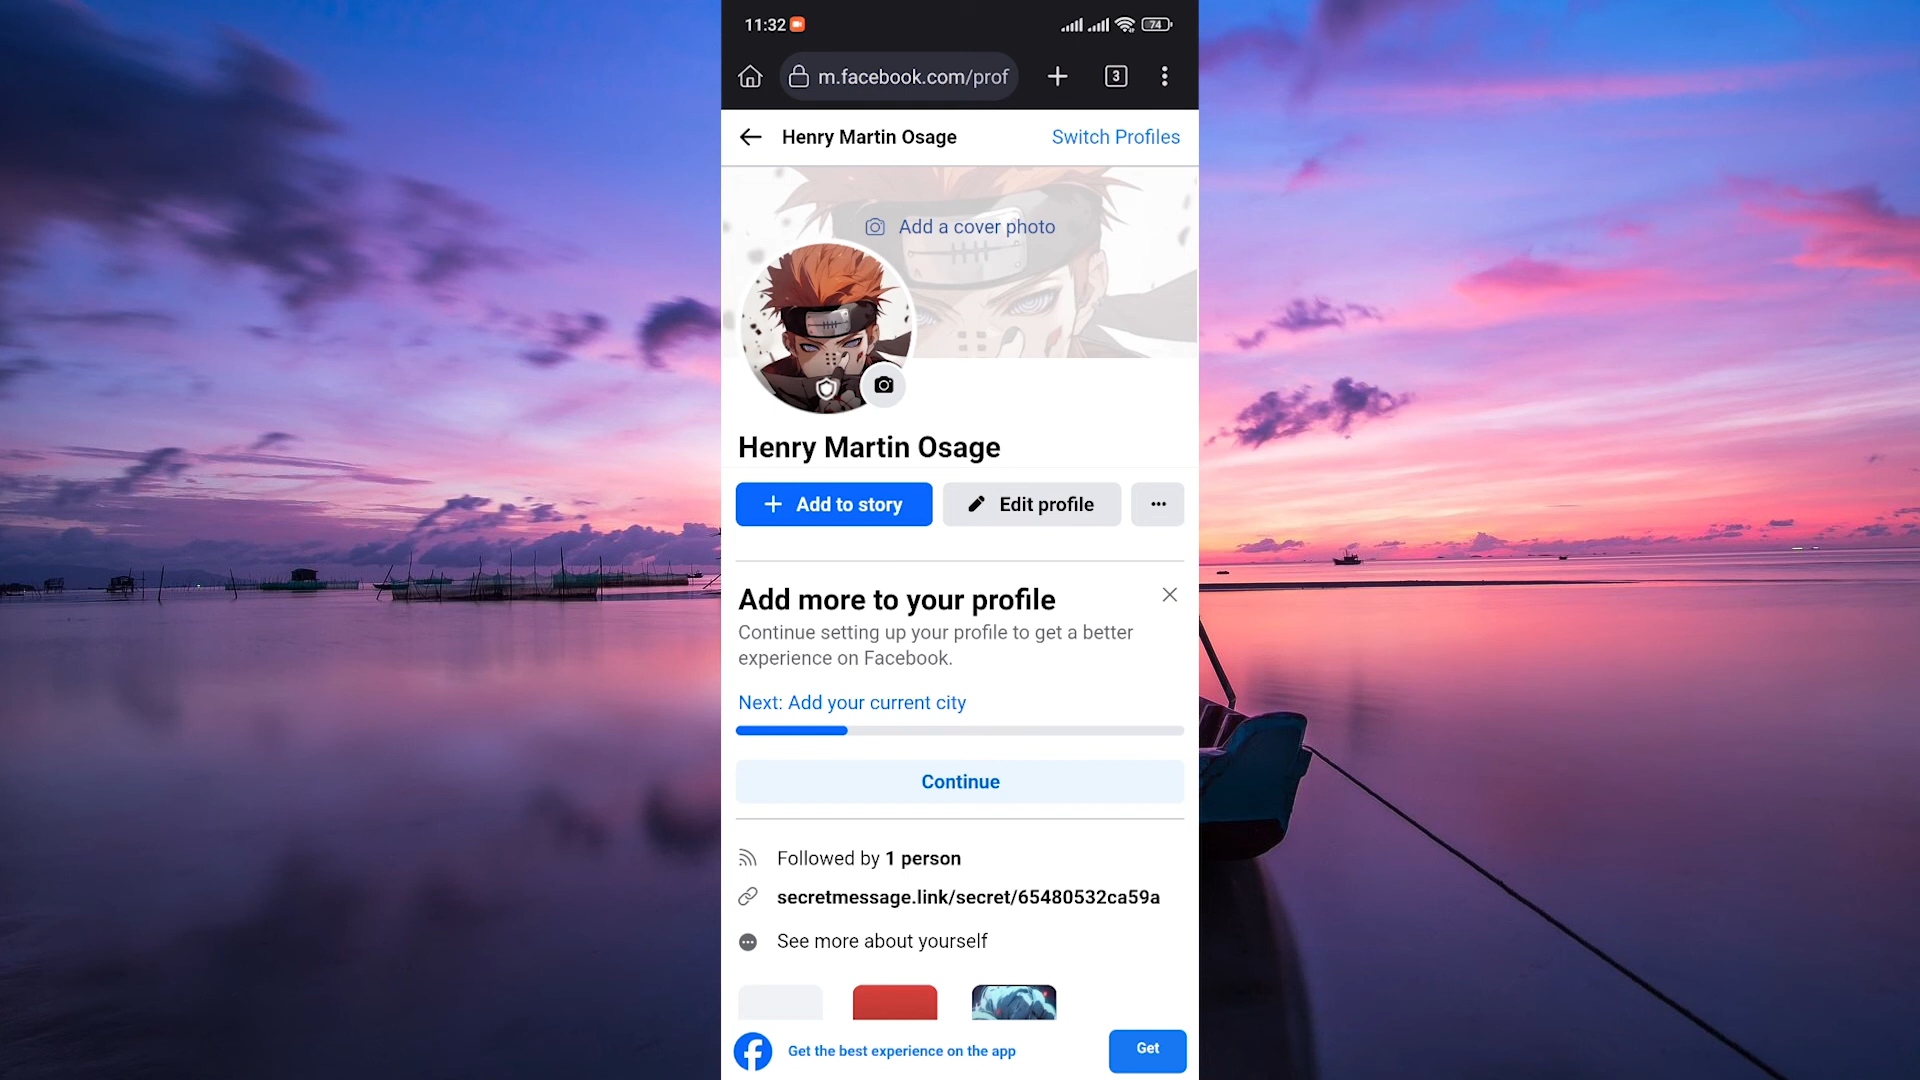 11:32
74
m.facebook.com/prof
3
Henry Martin Osage
Switch Profiles
Add a cover photo
Henry Martin Osage
Add to story
Edit profile
Add more to your profile
Continue setting up your profile to get a better
experience on Facebook.
Next: Add your current city
Continue
Followed by 1 person
secretmessage.link/secret/65480532ca59a
See more about yourself
Get the best experience on the app
Get